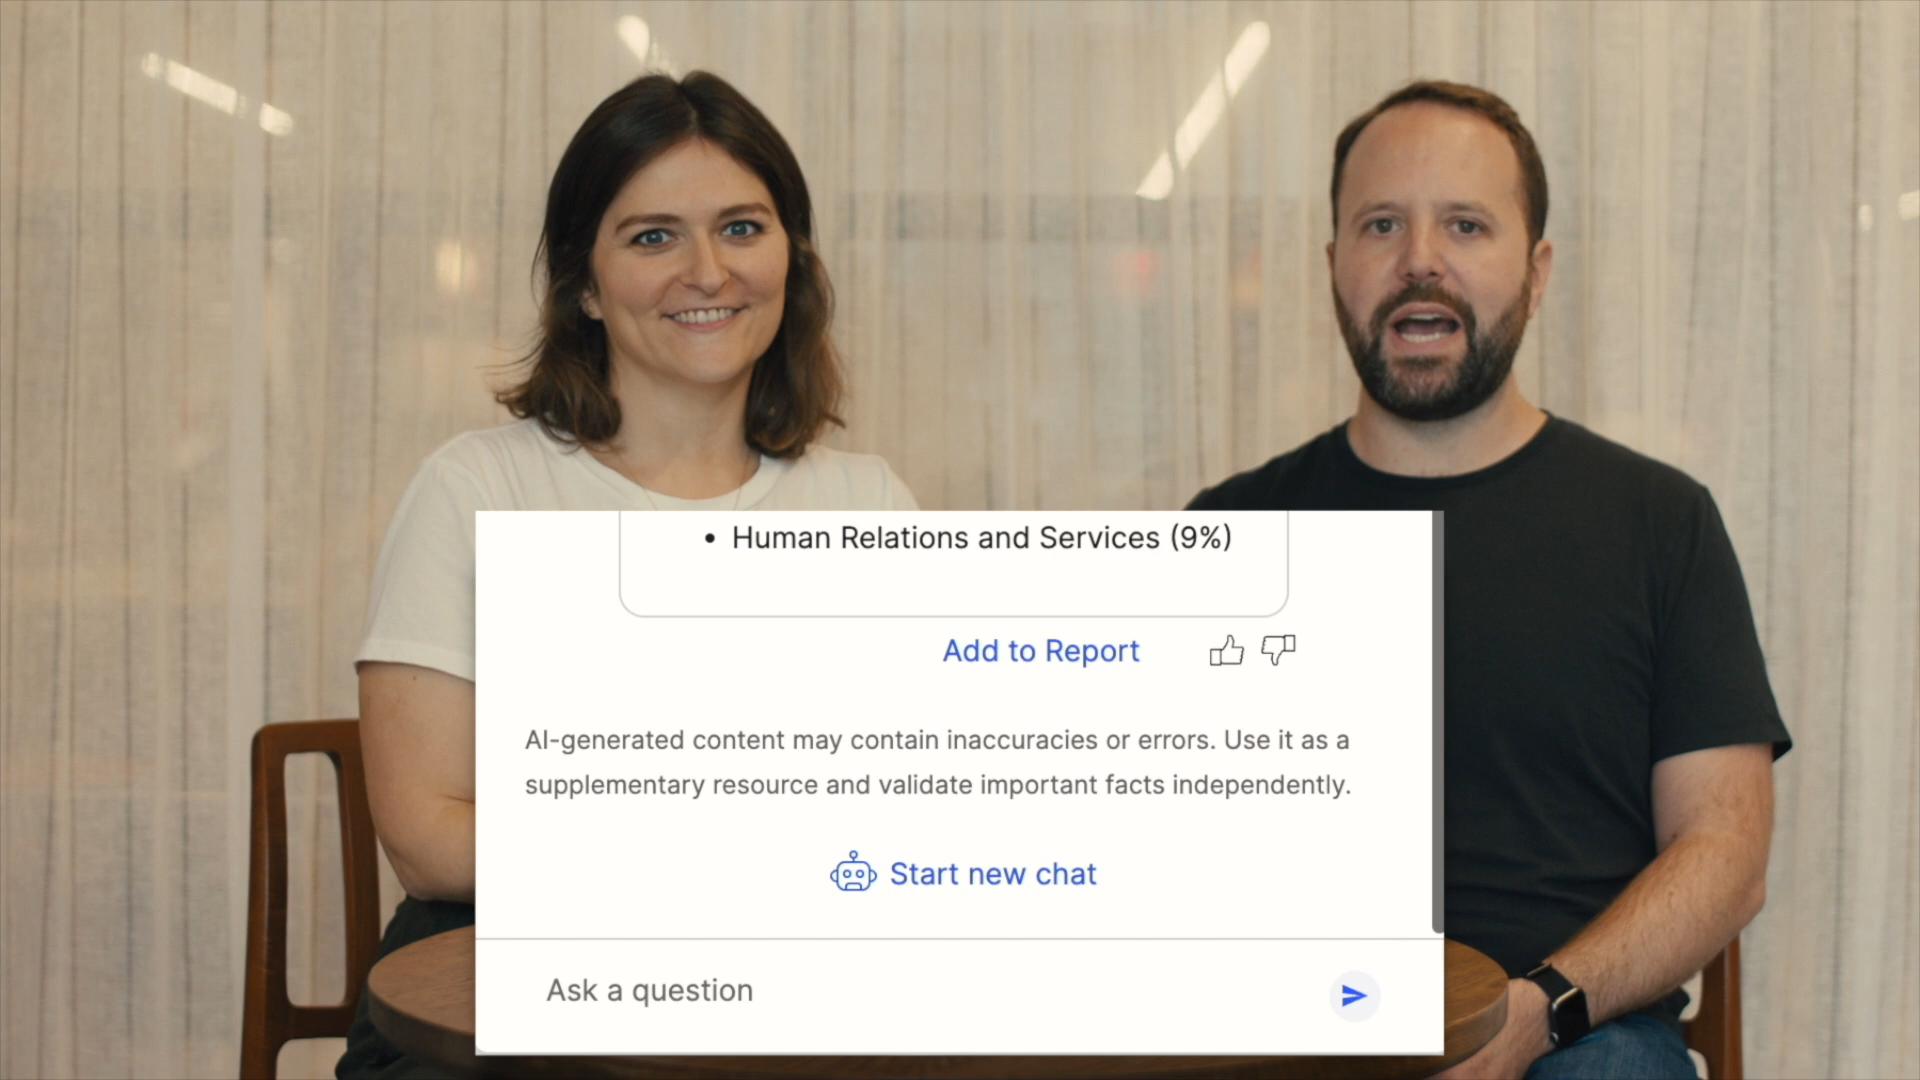 • Human Relations and Services (9%)
Add to Report
AI-generated content may contain inaccuracies or errors. Use it as a
supplementary resource and validate important facts independently.
Start new chat
Ask a question